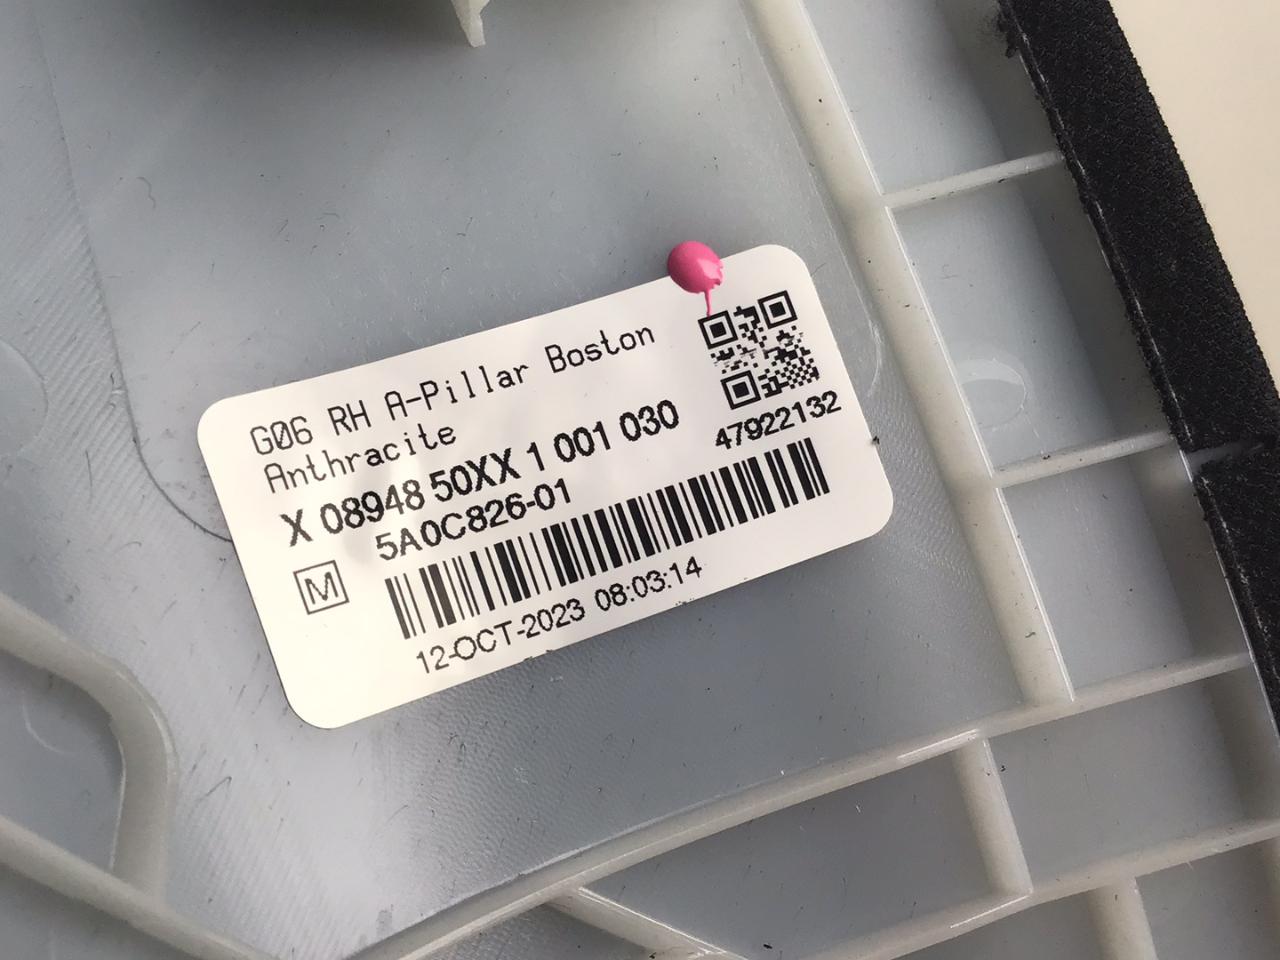 G06 RH A-Pillar Boston
Anthracite
X 08948 50XX 1 001 030
5A0C826-01
47922132
M
12-OCT-2023 08:03:14